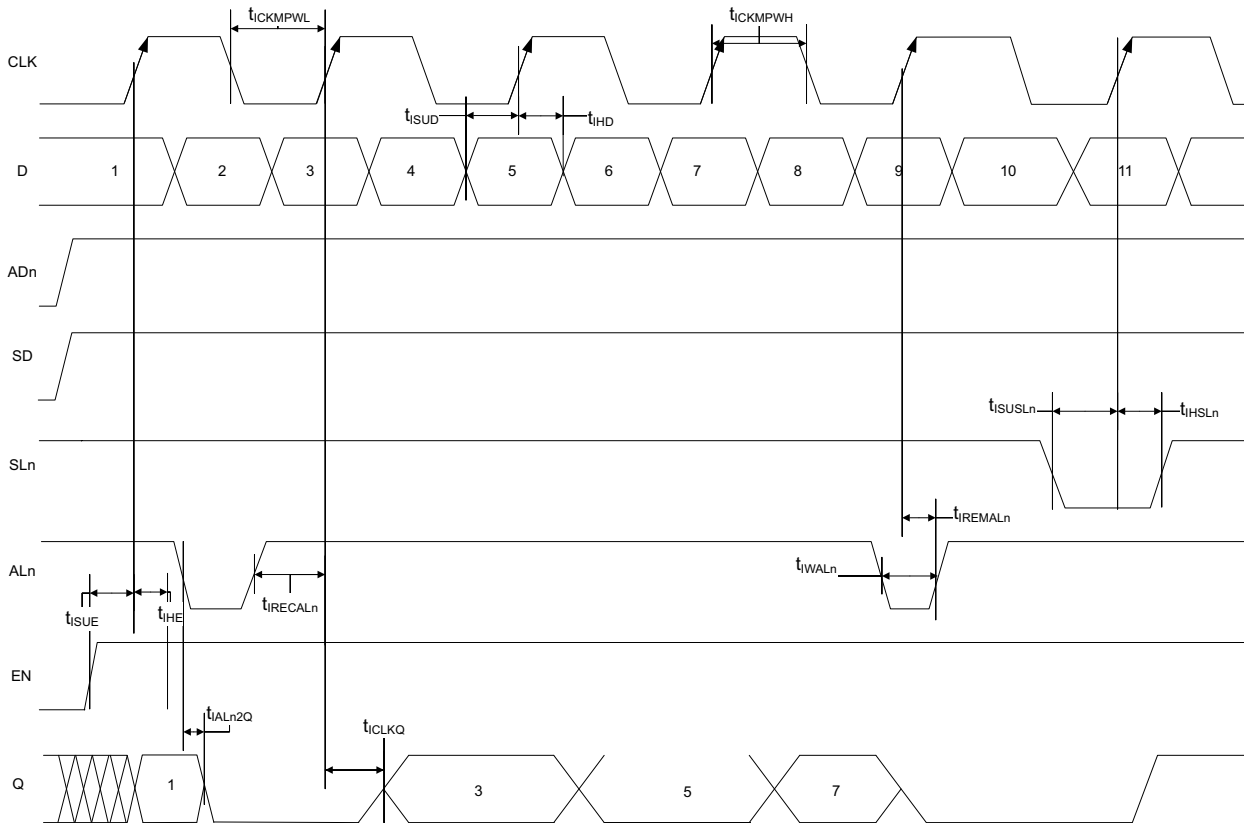 tICKMPWL
tICKMPWH
CLK
tISUD
tIHD
D
1
2
3
4
5
6
7
8
9
10
11
ADn
SD
tISUSLn
tIHSLn
SLn
tIREMALn
ALn
tIWALn
tISUE
tIHE
tIRECALn
EN
tIALn2Q
tICLKQ
Q
1
3
5
7